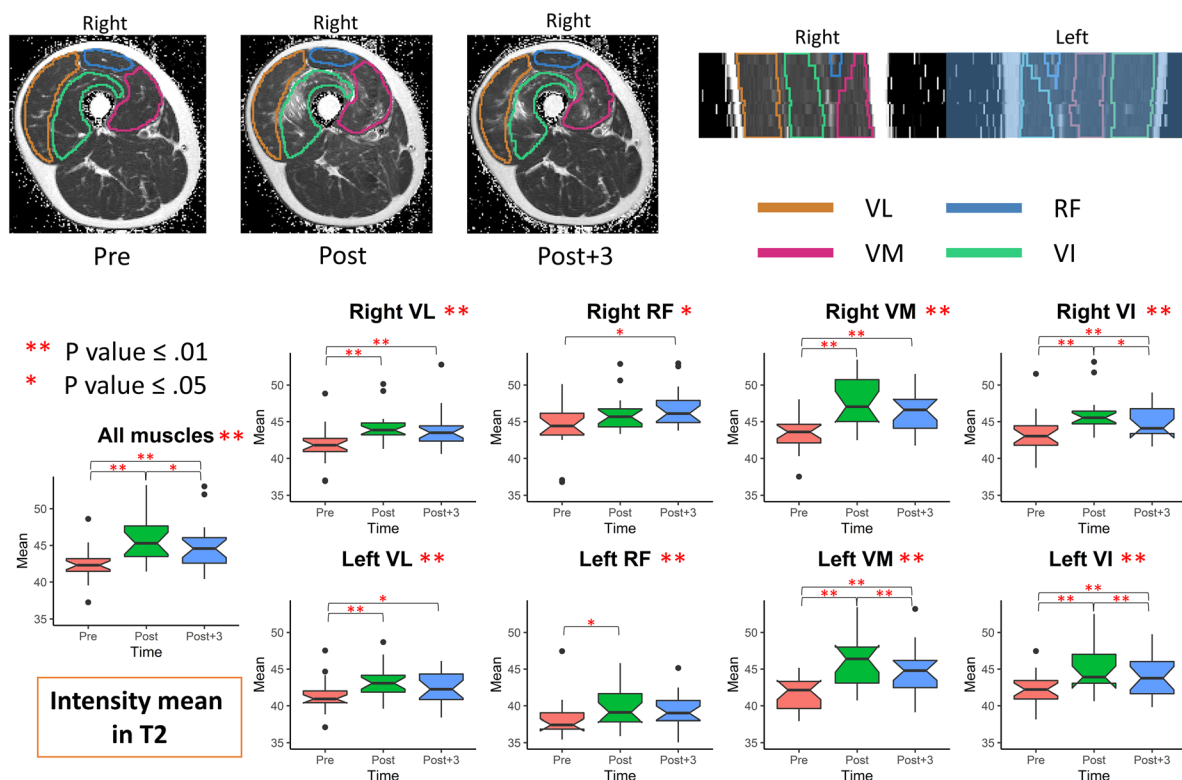 Right
Right
Right
Right
Left
Pre
Post
Post+3
VL
RF
VM
VI
** P value ≤ .01
* P value ≤ .05
All muscles **
**
** *
Mean
50
45
40
35
Pre Post Post+3
Time
Right VL **
**
**
Mean
50
45
40
35
Pre Post Post+3
Time
Right RF *
*
Mean
50
45
40
35
Pre Post Post+3
Time
Right VM **
**
**
Mean
50
45
40
35
Pre Post Post+3
Time
Right VI **
**
** *
Mean
50
45
40
35
Pre Post Post+3
Time
Left VL **
*
**
Mean
50
45
40
35
Pre Post Post+3
Time
Left RF **
*
Mean
50
45
40
35
Pre Post Post+3
Time
Left VM **
**
** **
Mean
50
45
40
35
Pre Post Post+3
Time
Left VI **
**
** **
Mean
50
45
40
35
Pre Post Post+3
Time
Intensity mean
in T2